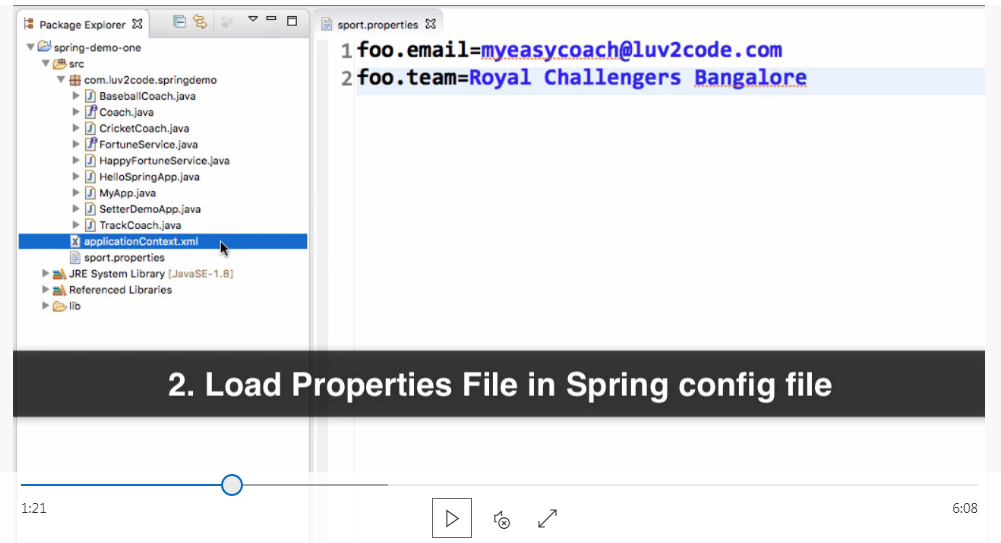 Package Explorer
spring-demo-one
src
com.luv2code.springdemo
BaseballCoach.java
Coach.java
CricketCoach.java
FortuneService.java
HappyFortuneService.java
HelloSpringApp.java
MyApp.java
SetterDemoApp.java
TrackCoach.java
applicationContext.xml
sport.properties
JRE System Library [JavaSE-1.8]
Referenced Libraries
lib
sport.properties
1 foo.email=myeasycoach@luv2code.com
2 foo.team=Royal Challengers Bangalore
2. Load Properties File in Spring config file
1:21
6:08